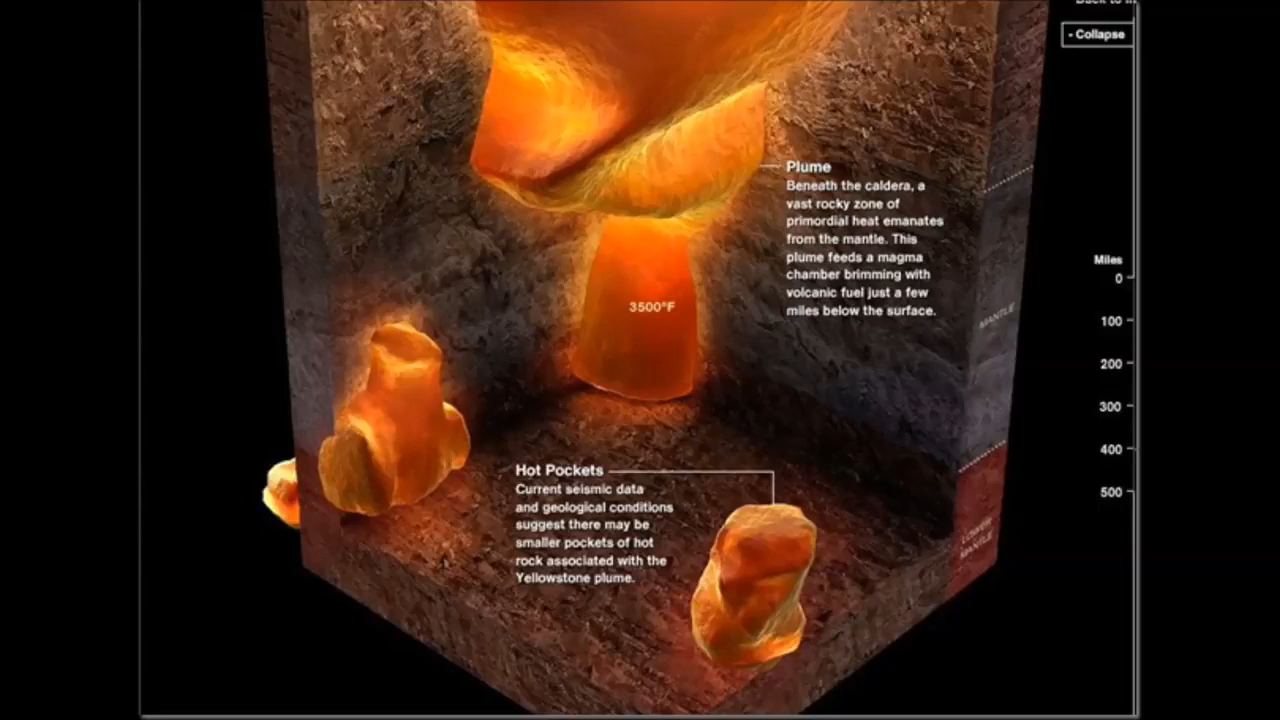 - Collapse
Plume
Beneath the caldera, a
vast rocky zone of
primordial heat emanates
from the mantle. This
plume feeds a magma
chamber brimming with
volcanic fuel just a few
miles below the surface.
3500°F
MANTLE
Miles
0
100
200
300
400
500
Hot Pockets
Current seismic data
and geological conditions
suggest there may be
smaller pockets of hot
rock associated with the
Yellowstone plume.
LOWER
MANTLE